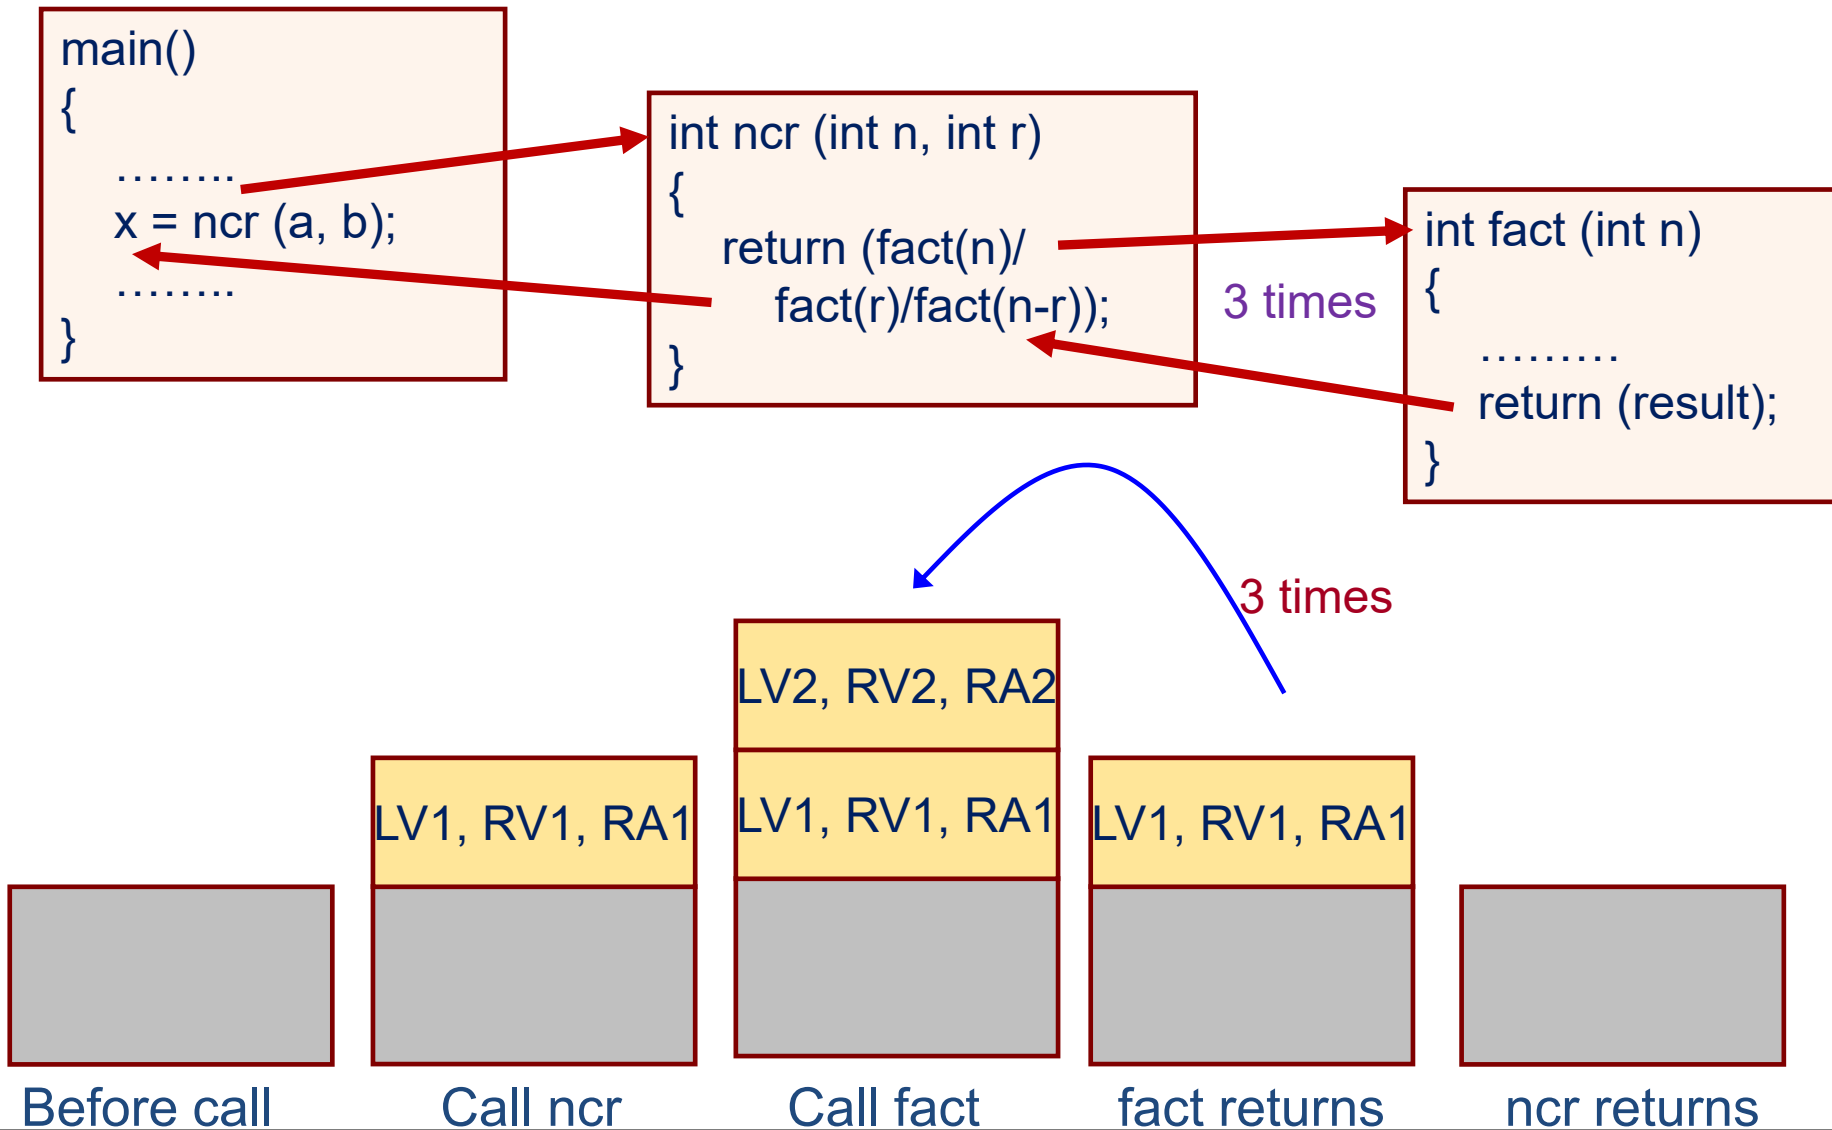 main()
{
……..
x = ncr (a, b);
……..
}
int ncr (int n, int r)
{
return (fact(n)/
fact(r)/fact(n-r));
}
3 times
int fact (int n)
{
………
return (result);
}
3 times
LV2, RV2, RA2
LV1, RV1, RA1
LV1, RV1, RA1
LV1, RV1, RA1
Before call
Call ncr
Call fact
fact returns
ncr returns